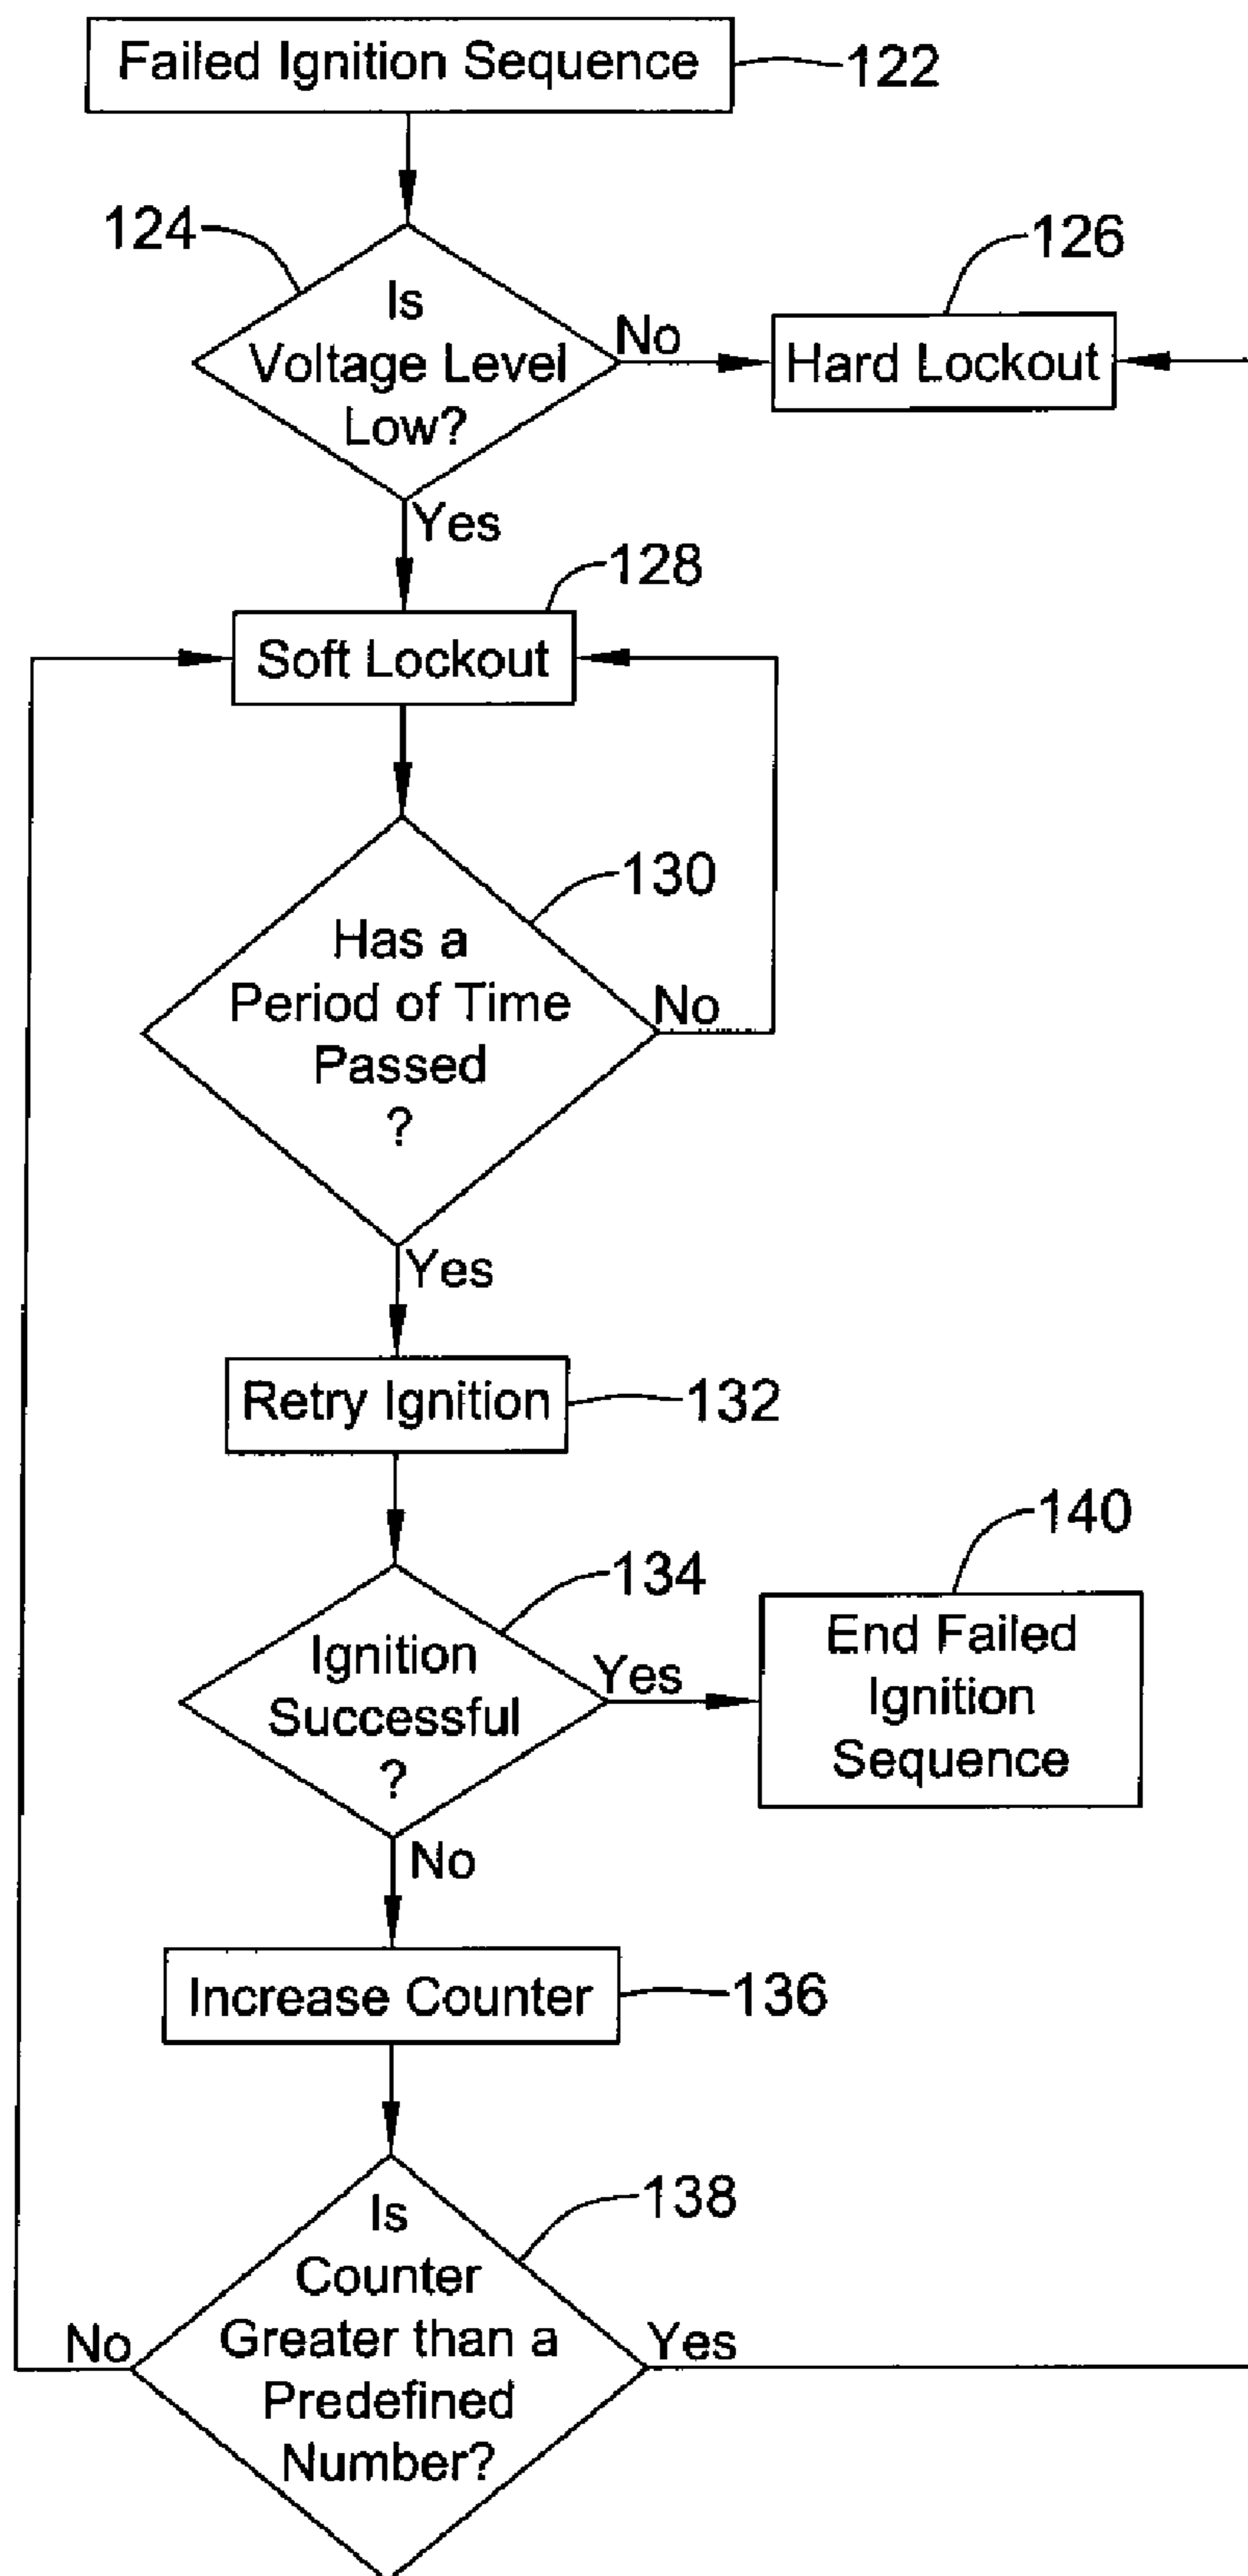 Failed Ignition Sequence
122
124
Is
Voltage Level
Low?
No
126
Hard Lockout
Yes
128
Soft Lockout
130
Has a
Period of Time
Passed
?
No
Yes
Retry Ignition
132
134
Ignition
Successful
?
Yes
140
End Failed
Ignition
Sequence
No
Increase Counter
136
138
Is
Counter
Greater than a
Predefined
Number?
No
Yes